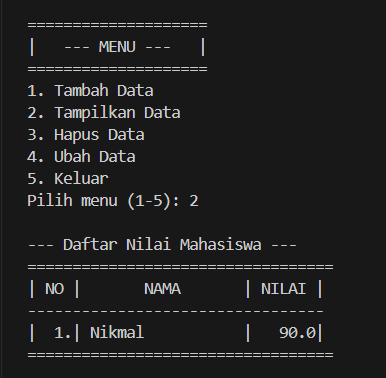 ====================
|   --- MENU ---   |
====================
1. Tambah Data
2. Tampilkan Data
3. Hapus Data
4. Ubah Data
5. Keluar
Pilih menu (1-5): 2

--- Daftar Nilai Mahasiswa ---
==================================
| NO |       NAMA       | NILAI |
---------------------------------
|  1.| Nikmal           |   90.0|
==================================